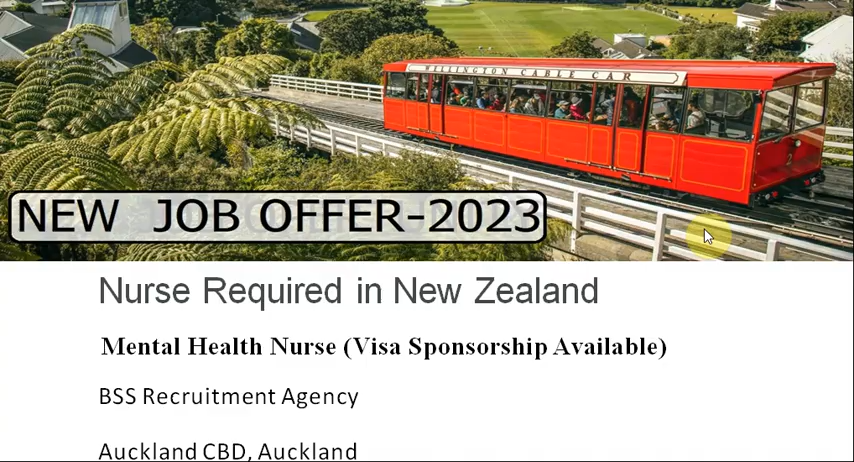 WELLINGTON CABLE CAR
NEW JOB OFFER-2023
Nurse Required in New Zealand
Mental Health Nurse (Visa Sponsorship Available)
BSS Recruitment Agency
Auckland CBD, Auckland